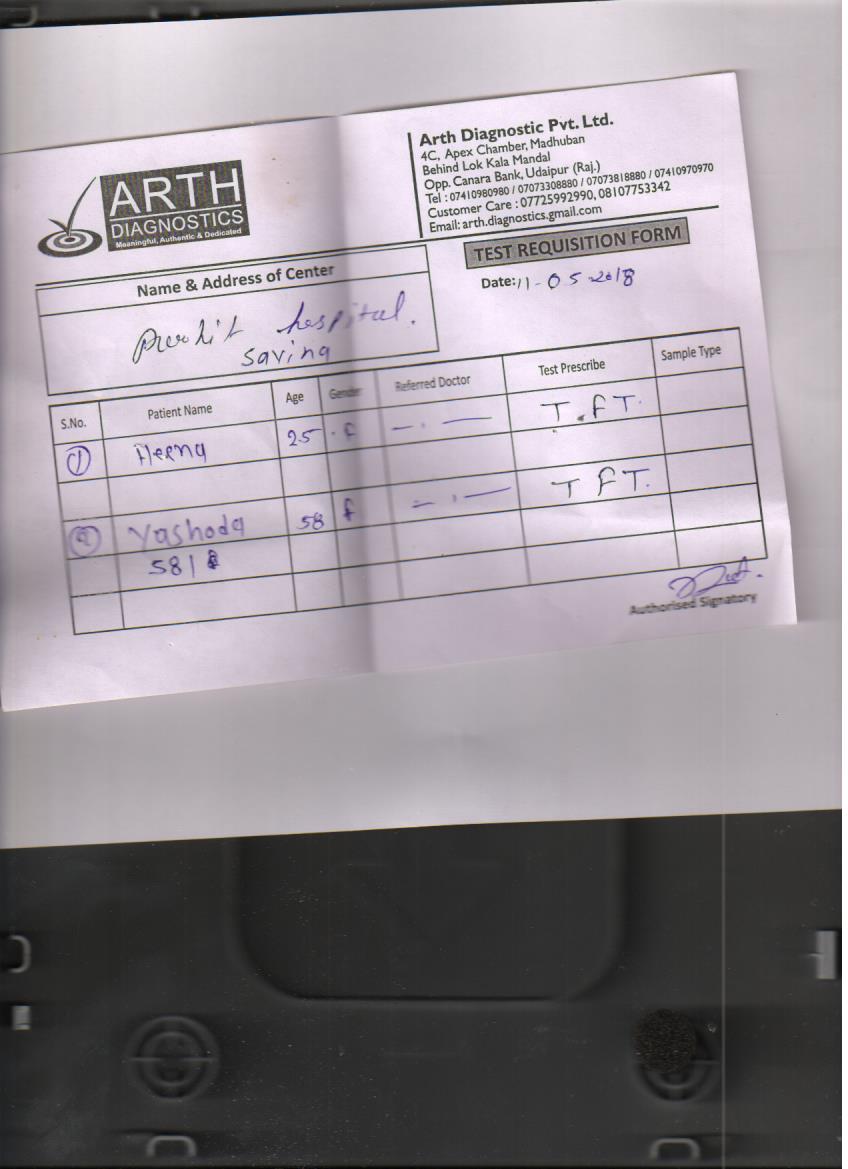 ARTH
DIAGNOSTICS
Meaningful, Authentic & Dedicated
Arth Diagnostic Pvt. Ltd.
4C, Apex Chamber, Madhuban
Behind Lok Kala Mandal
Opp. Canara Bank, Udaipur (Raj.)
Tel : 07410980980 / 07073308880 / 07073818880 / 07410970970
Customer Care : 07725992990, 08107753342
Email: arth.diagnostics.gmail.com
TEST REQUISITION FORM
Date: 11-05-2018
Name & Address of Center
hospital.
saving
S.No. Patient Name Age Gender Referred Doctor Test Prescribe Sample Type
1 Heena 25 F T.F.T.
2 Yashoda 58 f T F T.
581
Authorised Signatory